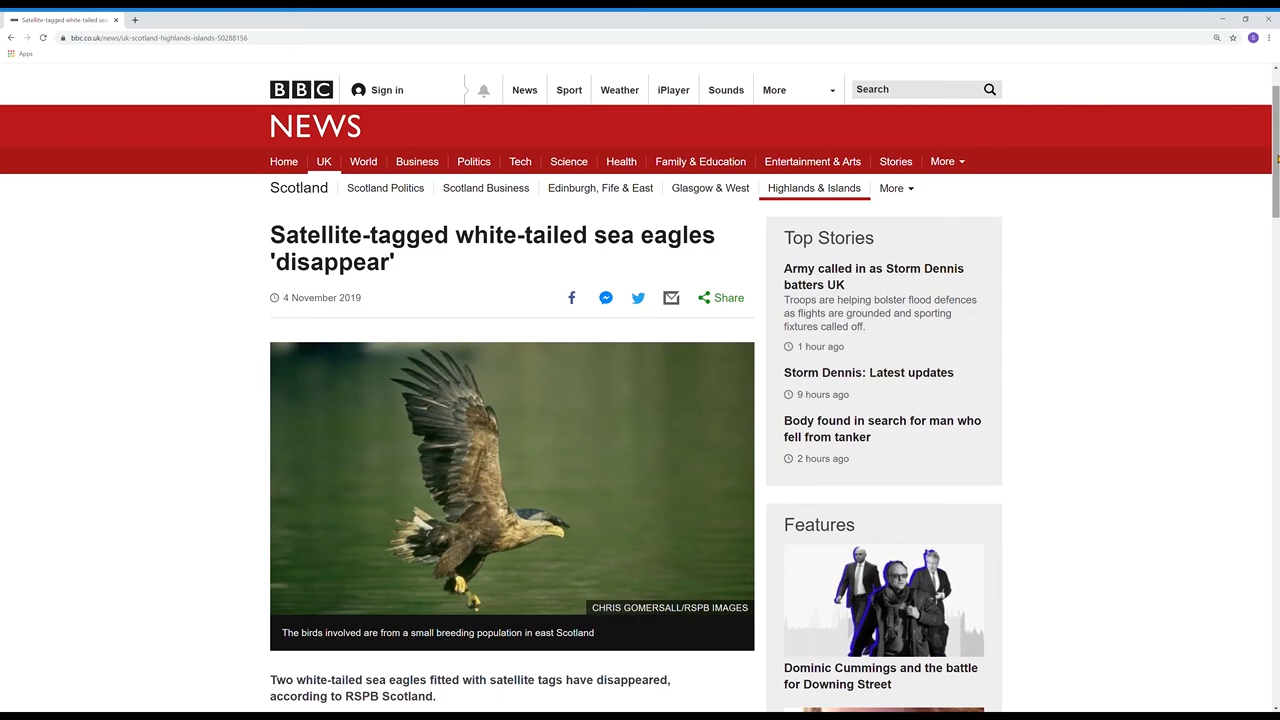 Satellite-tagged white-tailed sea
bbc.co.uk/news/uk-scotland-highlands-islands-50288156
S
Apps
BBC
Sign in
News
Sport
Weather
iPlayer
Sounds
More
Search
NEWS
Home
UK
World
Business
Politics
Tech
Science
Health
Family & Education
Entertainment & Arts
Stories
More
Scotland
Scotland Politics
Scotland Business
Edinburgh, Fife & East
Glasgow & West
Highlands & Islands
More
Satellite-tagged white-tailed sea eagles
'disappear'
4 November 2019
Share
CHRIS GOMERSALL/RSPB IMAGES
The birds involved are from a small breeding population in east Scotland
Two white-tailed sea eagles fitted with satellite tags have disappeared,
according to RSPB Scotland.
Top Stories
Army called in as Storm Dennis
batters UK
Troops are helping bolster flood defences
as flights are grounded and sporting
fixtures called off.
1 hour ago
Storm Dennis: Latest updates
9 hours ago
Body found in search for man who
fell from tanker
2 hours ago
Features
Dominic Cummings and the battle
for Downing Street